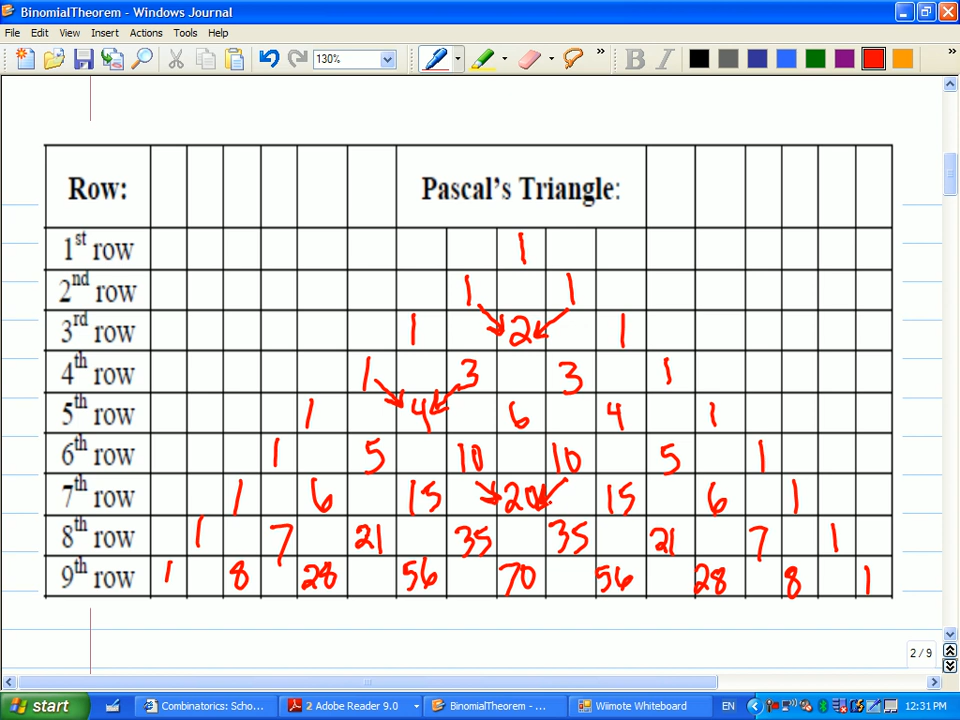 BinomialTheorem - Windows Journal
File Edit View Insert Actions Tools Help
130% B I
Row: Pascal's Triangle:
1st row 1
2nd row 1 1
3rd row 1 2 1
4th row 1 3 3 1
5th row 1 4 6 4 1
6th row 1 5 10 10 5 1
7th row 1 6 15 20 15 6 1
8th row 1 7 21 35 35 21 7 1
9th row 1 8 28 56 70 56 28 8 1
2 / 9
start Combinatorics: Scho... 2 Adobe Reader 9.0 BinomialTheorem - ... Wiimote Whiteboard EN 12:31 PM